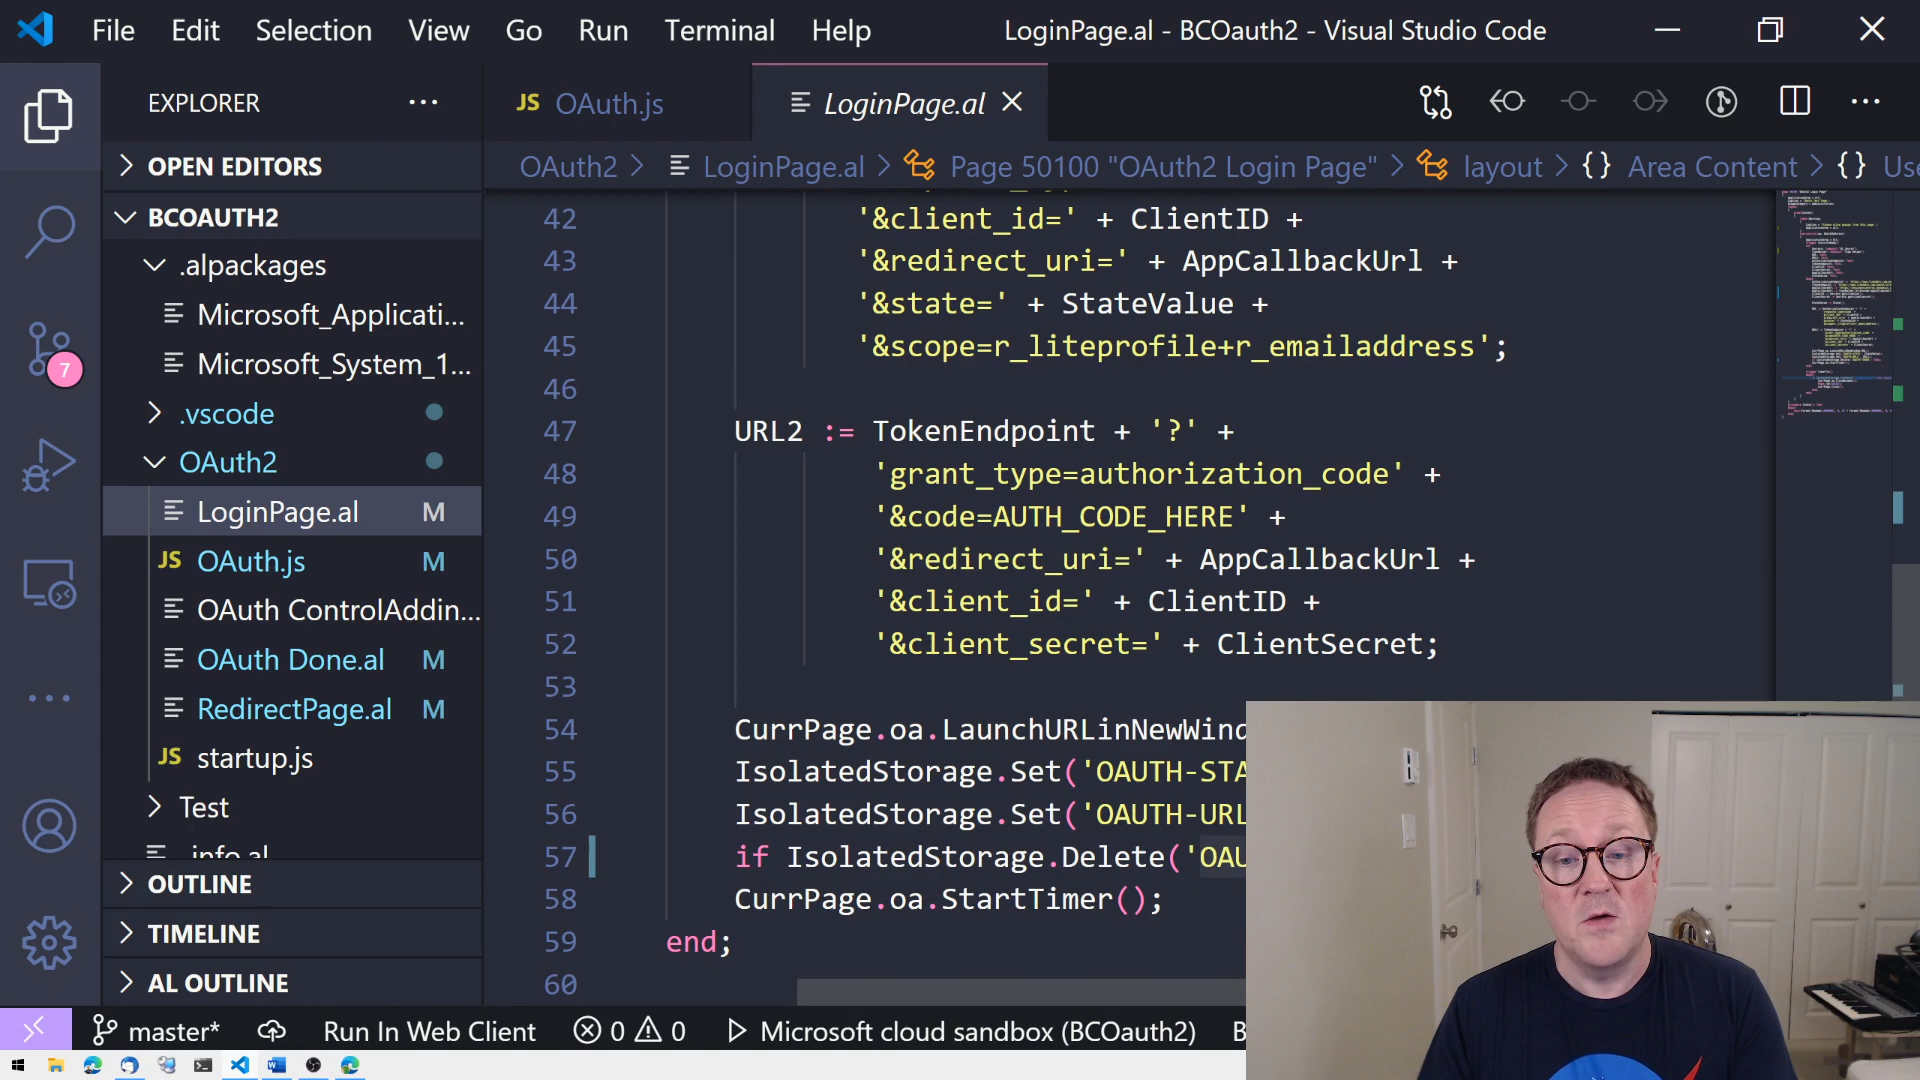 File Edit Selection View Go Run Terminal Help LoginPage.al - BCOauth2 - Visual Studio Code
EXPLORER
JS OAuth.js
LoginPage.al
OPEN EDITORS
OAuth2 > LoginPage.al > Page 50100 "OAuth2 Login Page" > layout > {} Area Content > {} Use
BCOAUTH2
.alpackages
Microsoft_Applicati...
Microsoft_System_1...
.vscode
OAuth2
LoginPage.al M
JS OAuth.js M
OAuth ControlAddin...
OAuth Done.al M
RedirectPage.al M
JS startup.js
Test
info.al
OUTLINE
TIMELINE
AL OUTLINE
7
42 '&client_id=' + ClientID +
43 '&redirect_uri=' + AppCallbackUrl +
44 '&state=' + StateValue +
45 '&scope=r_liteprofile+r_emailaddress';
46
47 URL2 := TokenEndpoint + '?' +
48 'grant_type=authorization_code' +
49 '&code=AUTH_CODE_HERE' +
50 '&redirect_uri=' + AppCallbackUrl +
51 '&client_id=' + ClientID +
52 '&client_secret=' + ClientSecret;
53
54 CurrPage.oa.LaunchURLinNewWind
55 IsolatedStorage.Set('OAUTH-STA
56 IsolatedStorage.Set('OAUTH-URL
57 if IsolatedStorage.Delete('OAU
58 CurrPage.oa.StartTimer();
59 end;
60
master* Run In Web Client 0 0 Microsoft cloud sandbox (BCOauth2) B